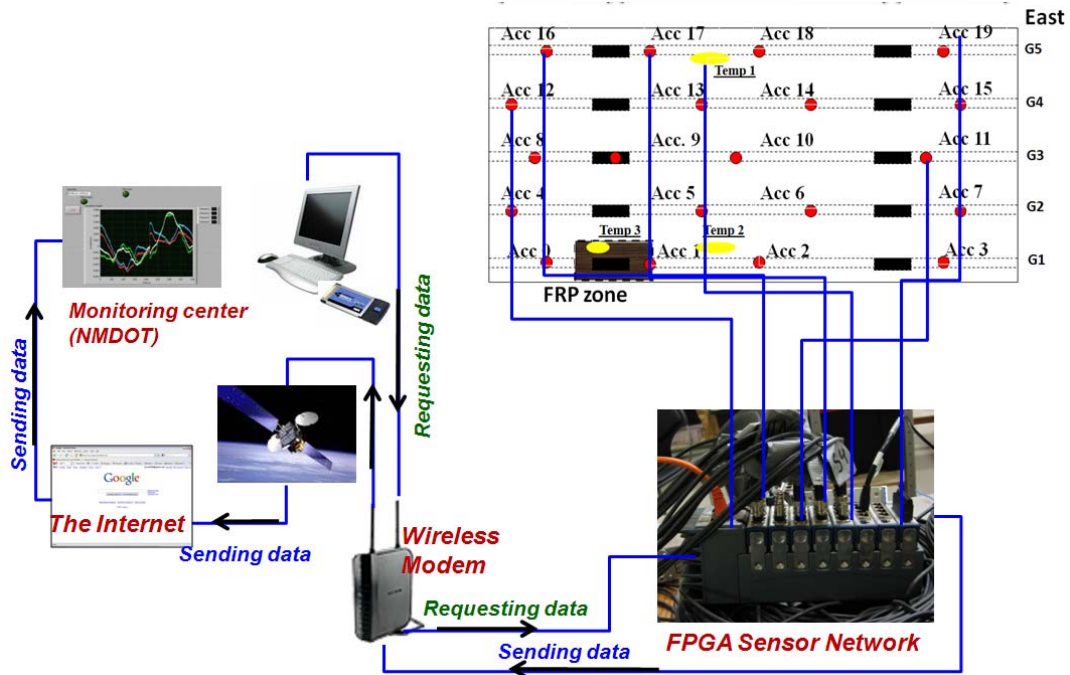 East
Acc 16
Acc 17
Acc 18
Acc 19
G5
Temp 1
Acc 12
Acc 13
Acc 14
Acc 15
G4
Acc 8
Acc. 9
Acc 10
Acc 11
G3
Acc 4
Acc 5
Acc 6
Acc 7
G2
Temp 3
Temp 2
Acc 0
Acc 1
Acc 2
Acc 3
G1
FRP zone
Monitoring center
(NMDOT)
Sending data
Requesting data
Google
The Internet
Sending data
Wireless
Modem
Requesting data
54
FPGA Sensor Network
Sending data